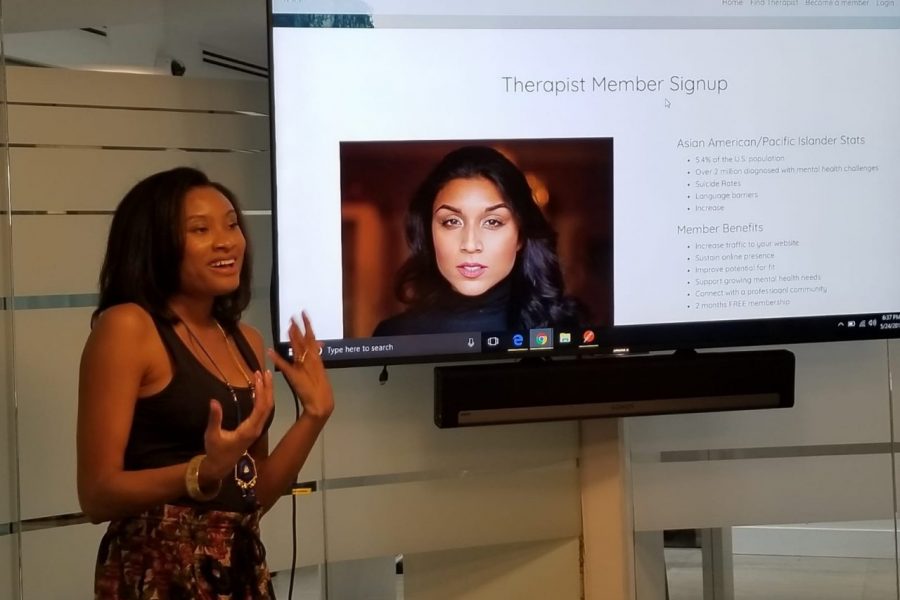 Home Find Therapist Become a member Login
Therapist Member Signup
Asian American/Pacific Islander Stats
5.4% of the U.S. population
Over 2 million diagnosed with mental health challenges
Suicide Rates
Language barriers
Increase
Member Benefits
Increase traffic to your website
Sustain online presence
Improve potential for fit
Support growing mental health needs
Connect with a professional community
2 months FREE membership
Type here to search
6:37 PM